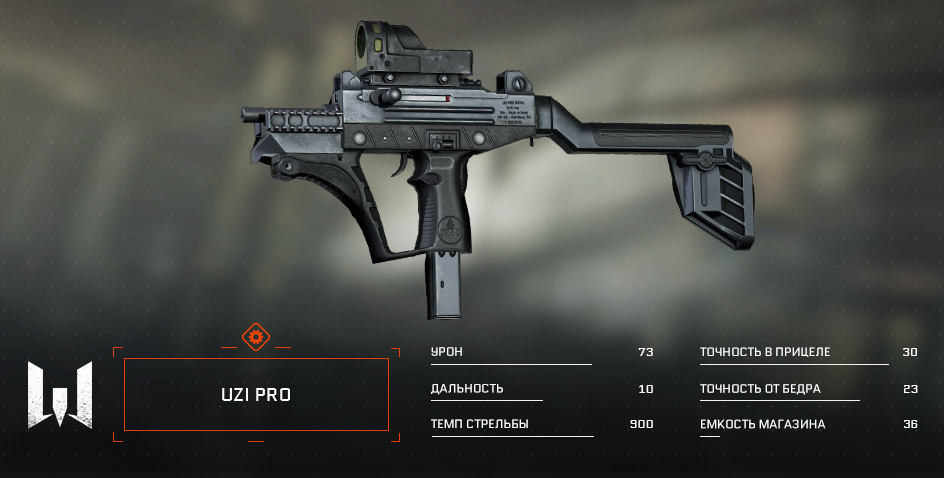 UZI PRO
УРОН 73
ДАЛЬНОСТЬ 10
ТЕМП СТРЕЛЬБЫ 900
ТОЧНОСТЬ В ПРИЦЕЛЕ 30
ТОЧНОСТЬ ОТ БЕДРА 23
ЕМКОСТЬ МАГАЗИНА 36